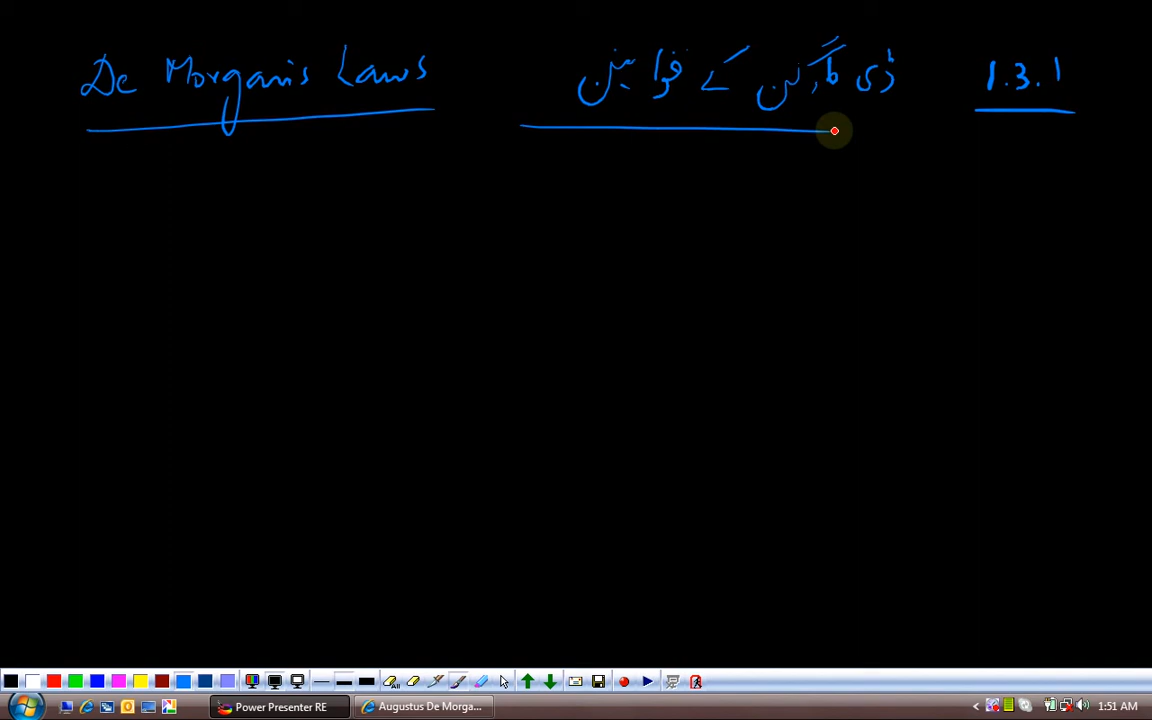 De Morgan's Laws ڈی مارگن کے قوانین 1.3.1
Power Presenter RE Augustus De Morga... 1:51 AM